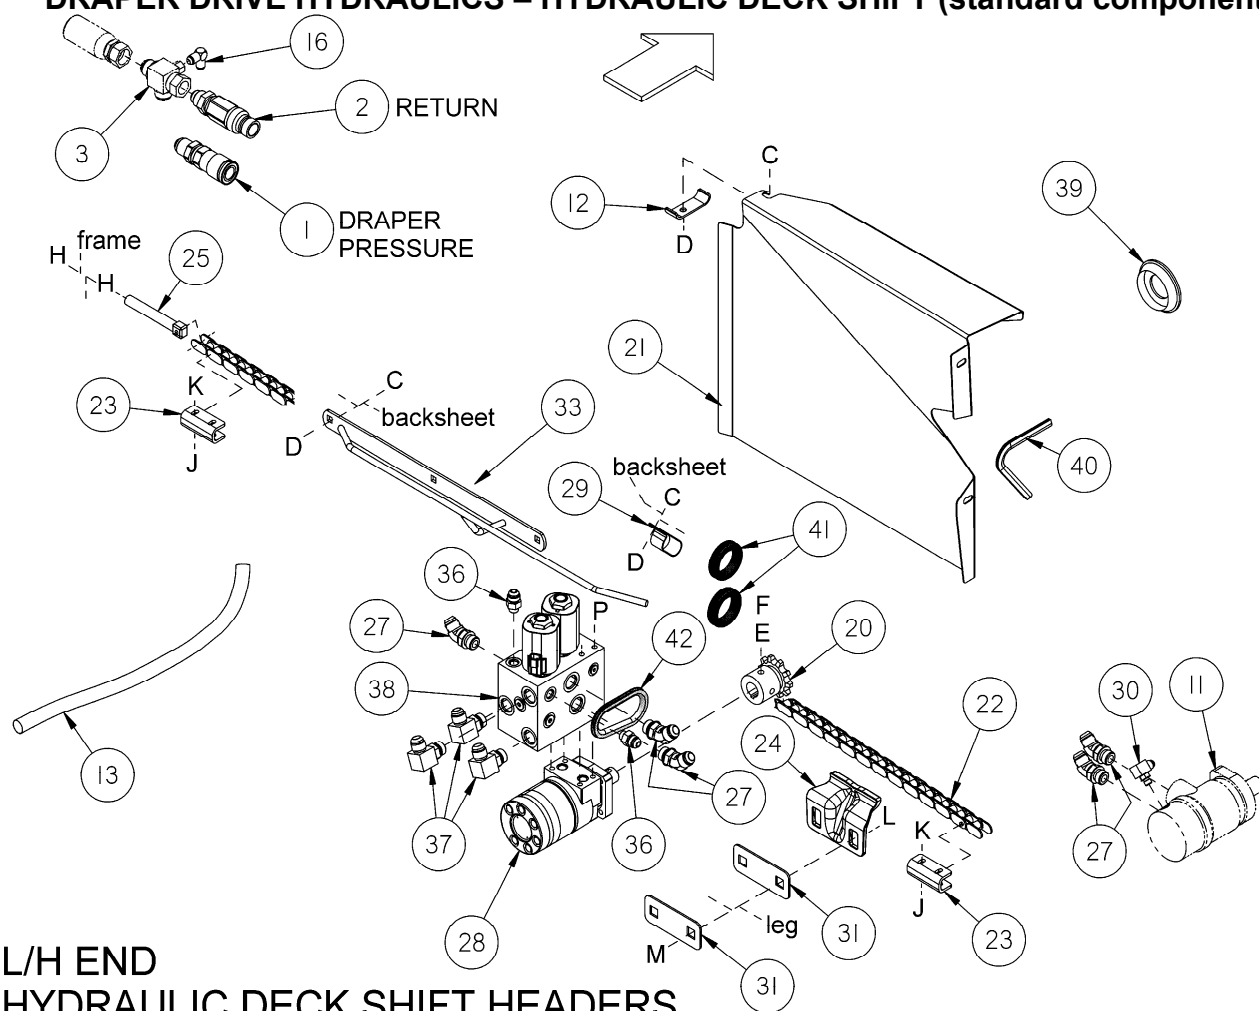 DRAPER DRIVE HYDRAULICS – HYDRAULIC DECK SHIFT (standard component
16
2 RETURN
3
1 DRAPER
PRESSURE
C
12
D
39
frame
H
H
25
21
K
C
23
backsheet
33
D
J
40
backsheet
29
C
D
41
36
P
F
E
27
42
20
38
30
11
22
24
13
27
L
K
37
36
27
J
28
leg
31
23
M
31
L/H END
HYDRAULIC DECK SHIFT HEADERS